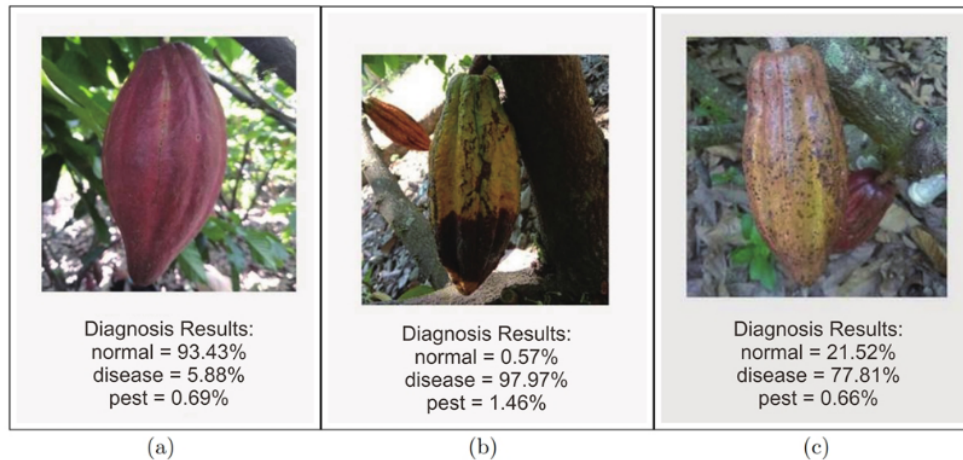 Diagnosis Results:
normal = 93.43%
disease = 5.88%
pest = 0.69%
(a)
Diagnosis Results:
normal = 0.57%
disease = 97.97%
pest = 1.46%
(b)
Diagnosis Results:
normal = 21.52%
disease = 77.81%
pest = 0.66%
(c)